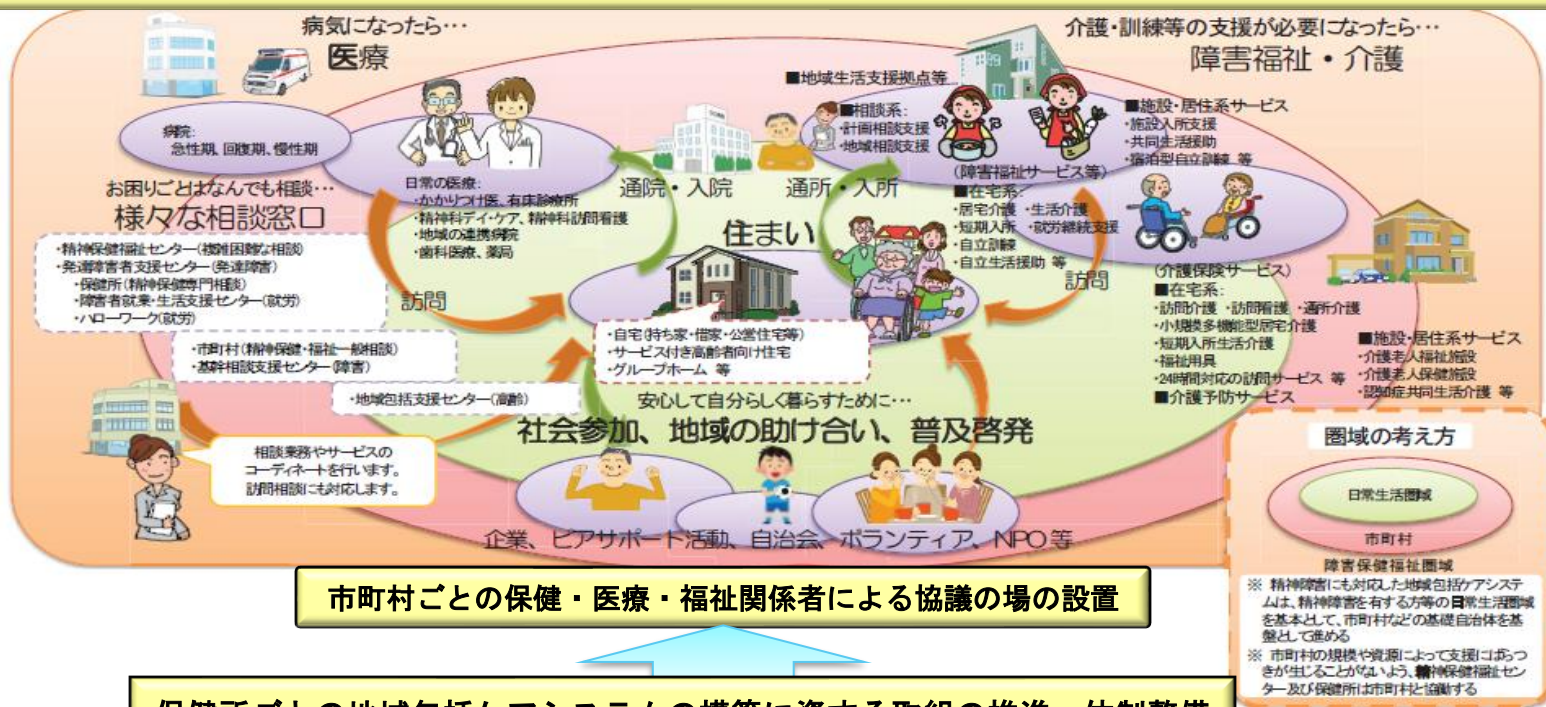 病気になったら･･･
医療
病院:
急性期、回復期、慢性期
日常の医療:
・かかりつけ医、有床診療所
・精神科デイ・ケア、精神科訪問看護
・地域の連携病院
・歯科医療、薬局
お困りごとはなんでも相談･･･
様々な相談窓口
・精神保健福祉センター(複雑困難な相談)
・発達障害者支援センター(発達障害)
・保健所(精神保健専門相談)
・障害者就業・生活支援センター(就労)
・ハローワーク(就労)
・市町村(精神保健・福祉一般相談)
・基幹相談支援センター(障害)
・地域包括支援センター(高齢)
相談業務やサービスの
コーディネートを行います。
訪問相談にも対応します。
訪問
通院・入院
通所・入所
住まい
・自宅(持ち家・借家・公営住宅等)
・サービス付き高齢者向け住宅
・グループホーム 等
介護・訓練等の支援が必要になったら･･･
障害福祉・介護
■地域生活支援拠点等
■相談系:
・計画相談支援
・地域相談支援
■施設・居住系サービス
・施設入所支援
・共同生活援助
・宿泊型自立訓練 等
(障害福祉サービス等)
■在宅系:
・居宅介護 ・生活介護
・短期入所 ・就労継続支援
・自立訓練
・自立生活援助 等
訪問
(介護保険サービス)
■在宅系:
・訪問介護 ・訪問看護 ・通所介護
・小規模多機能型居宅介護
・短期入所生活介護
・福祉用具
・24時間対応の訪問サービス 等
■介護予防サービス
■施設・居住系サービス
・介護老人福祉施設
・介護老人保健施設
・認知症共同生活介護 等
安心して自分らしく暮らすために･･･
社会参加、地域の助け合い、普及啓発
企業、ピアサポート活動、自治会、ボランティア、NPO等
圏域の考え方
日常生活圏域
市町村
障害保健福祉圏域
※ 精神障害にも対応した地域包括ケアシステ
ムは、精神障害を有する方等の日常生活圏域
を基本として、市町村などの基礎自治体を基
盤として進める
※ 市町村の規模や資源によって支援にばらつ
きが生じることがないよう、精神保健福祉セン
ター及び保健所は市町村と協働する
市町村ごとの保健・医療・福祉関係者による協議の場の設置
保健所ごとの地域包括ケアシステムの構築に資する取組の推進、体制整備